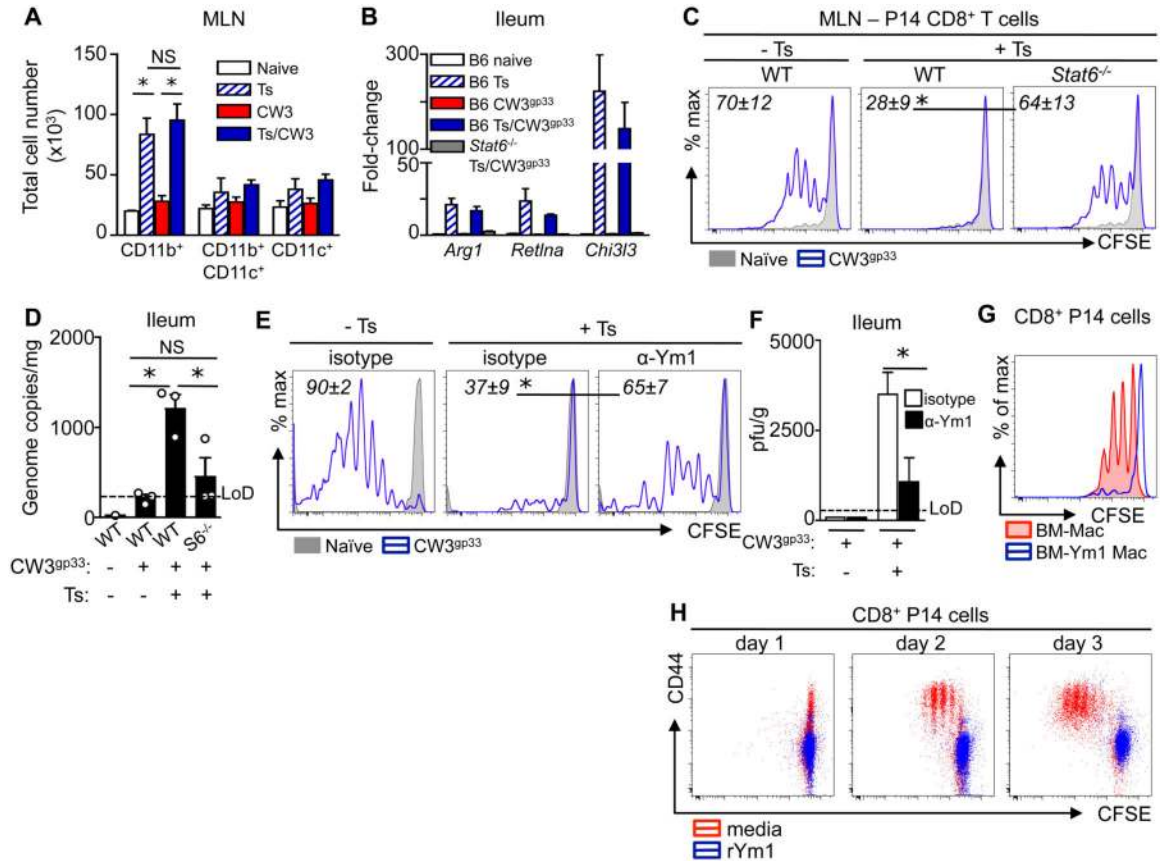 A
MLN
NS
*
*
Total cell number
(x10³)
150
100
50
0
Naive
Ts
CW3
Ts/CW3
CD11b⁺
CD11b⁺
CD11c⁺
CD11c⁺
B
Ileum
Fold-change
300
100
50
0
B6 naive
B6 Ts
B6 CW3ᵍᵖ³³
B6 Ts/CW3ᵍᵖ³³
Stat6⁻/⁻
Ts/CW3ᵍᵖ³³
Arg1
Retlna
Chi3l3
C
MLN – P14 CD8⁺ T cells
- Ts
+ Ts
WT
WT
Stat6⁻/⁻
70±12
28±9
*
64±13
% max
CFSE
Naïve
CW3ᵍᵖ³³
D
Ileum
NS
*
*
Genome copies/mg
2000
1000
0
LoD
WT
WT
WT
S6⁻/⁻
CW3ᵍᵖ³³: - + + +
Ts: - - + +
E
- Ts
+ Ts
isotype
isotype
α-Ym1
90±2
37±9
*
65±7
% max
CFSE
Naïve
CW3ᵍᵖ³³
F
Ileum
*
pfu/g
5000
2500
0
isotype
α-Ym1
LoD
CW3ᵍᵖ³³: + +
Ts: - +
G
CD8⁺ P14 cells
% of max
CFSE
BM-Mac
BM-Ym1 Mac
H
CD8⁺ P14 cells
day 1
day 2
day 3
CD44
CFSE
media
rYm1